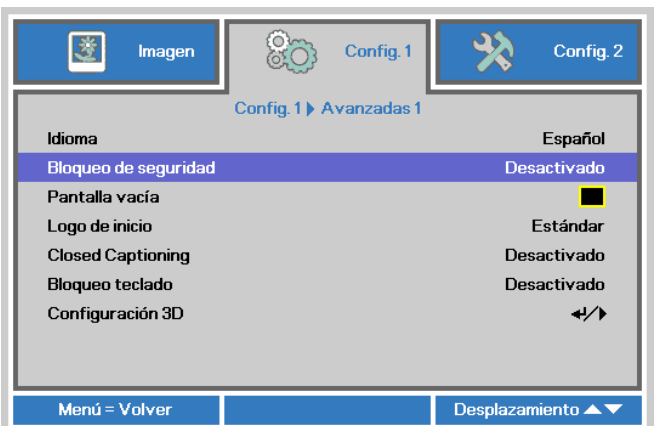 Imagen Config. 1 Config. 2
Config. 1 Avanzadas 1
Idioma Español
Bloqueo de seguridad Desactivado
Pantalla vacía
Logo de inicio Estándar
Closed Captioning Desactivado
Bloqueo teclado Desactivado
Configuración 3D
Menú = Volver Desplazamiento